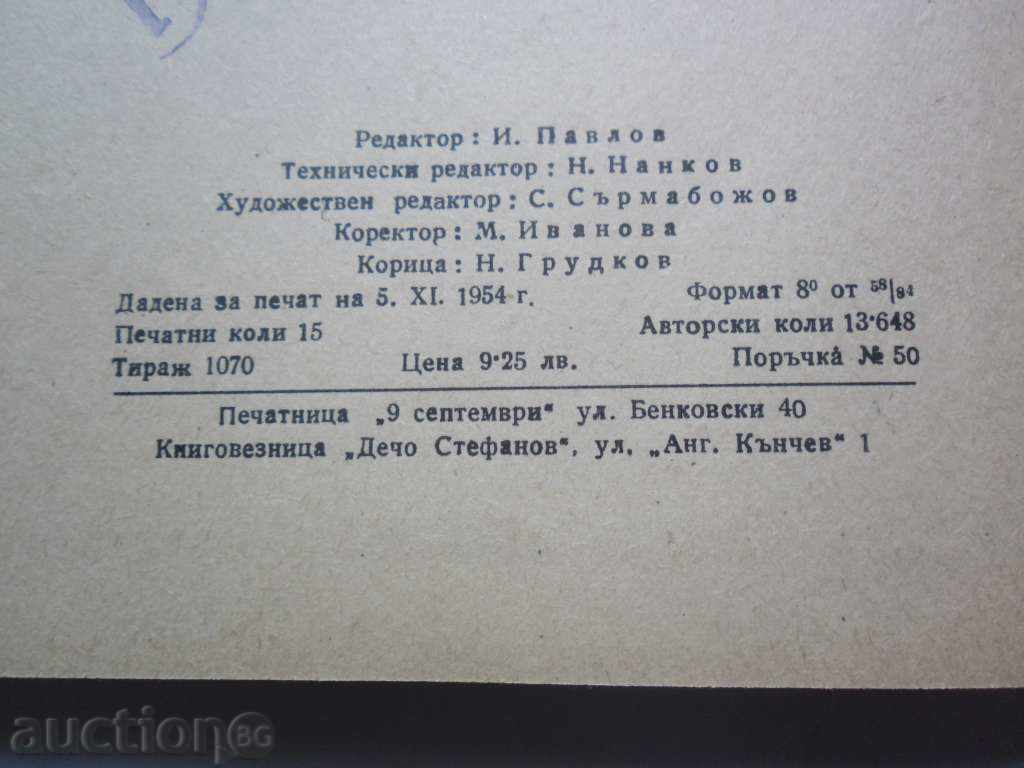 Редактор: И. Павлов
Технически редактор: Н. Нанков
Художествен редактор: С. Сърмабожов
Коректор: М. Иванова
Корица: Н. Грудков
Дадена за печат на 5. XI. 1954 г. Формат 8⁰ от 58/84
Печатни коли 15 Авторски коли 13·648
Тираж 1070 Цена 9·25 лв. Поръчка № 50
Печатница „9 септември“ ул. Бенковски 40
Книговезница „Дечо Стефанов“, ул. „Анг. Кънчев“ 1
auction BG